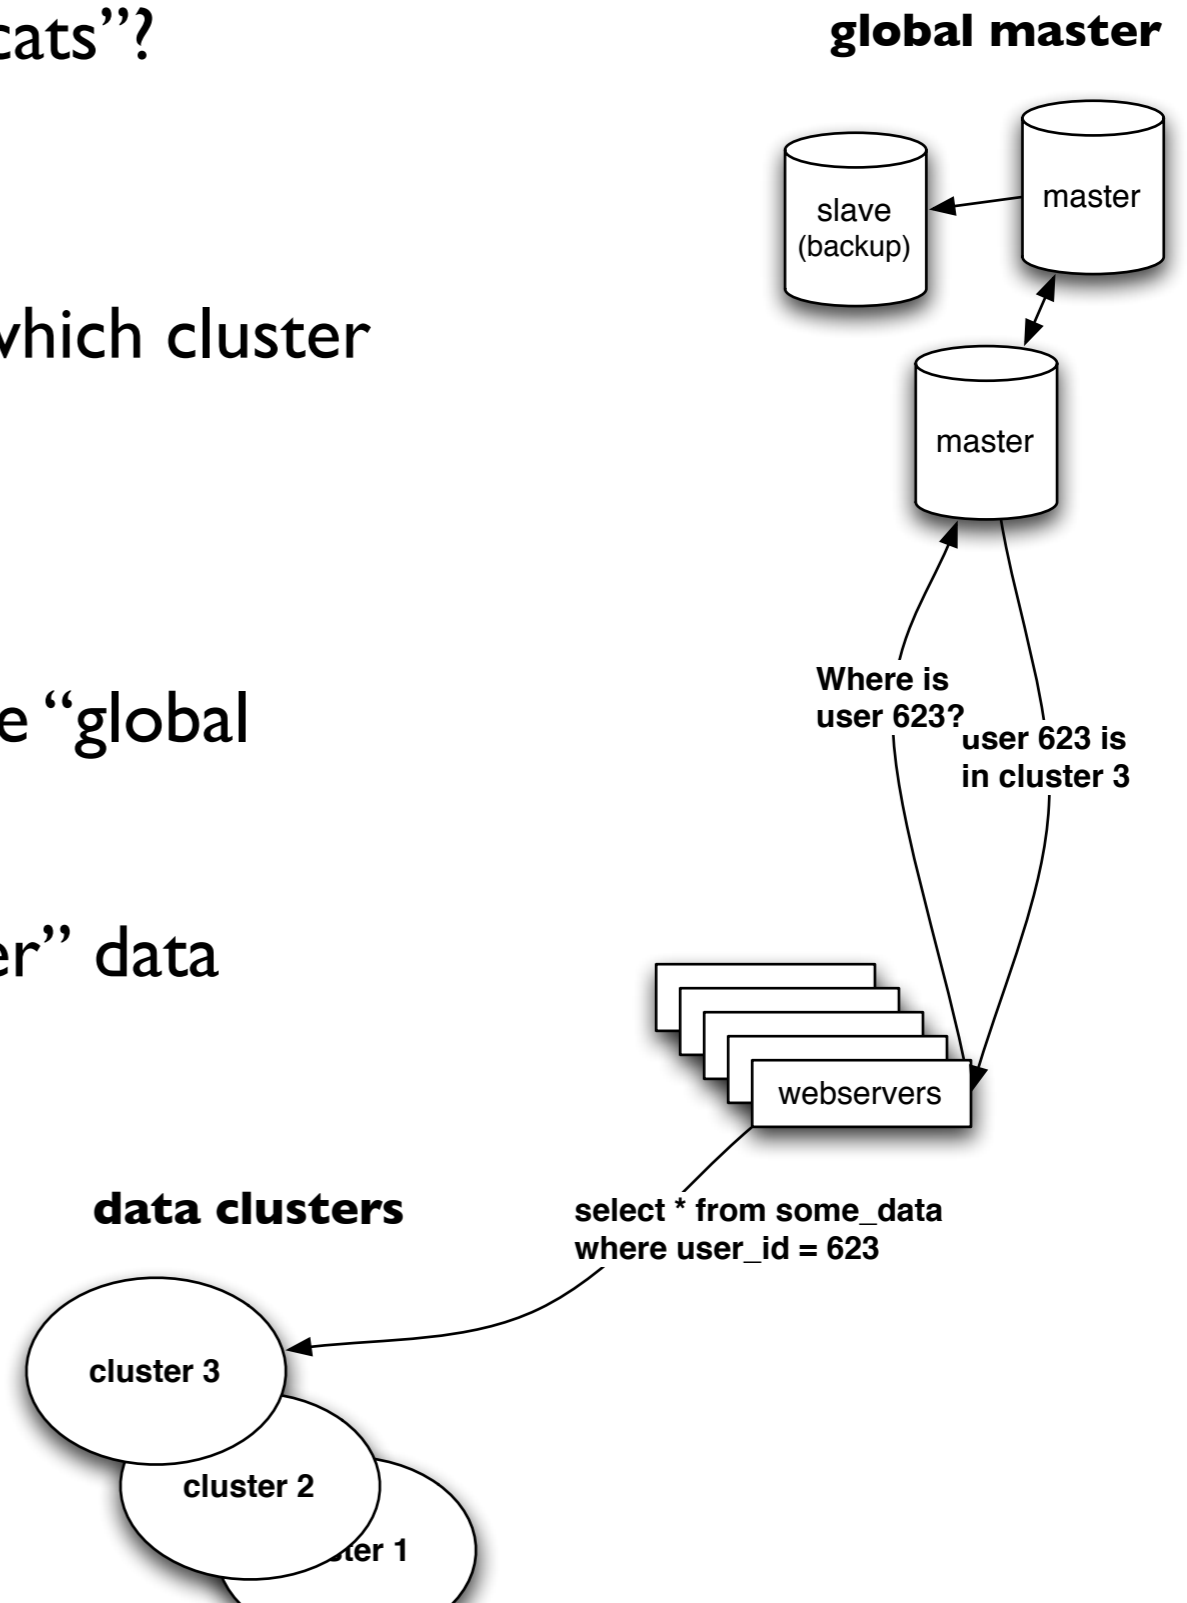 cats”?
which cluster
e “global
er” data
global master
slave
(backup)
master
master
Where is
user 623?
user 623 is
in cluster 3
webservers
select * from some_data
where user_id = 623
data clusters
cluster 3
cluster 2
ster 1